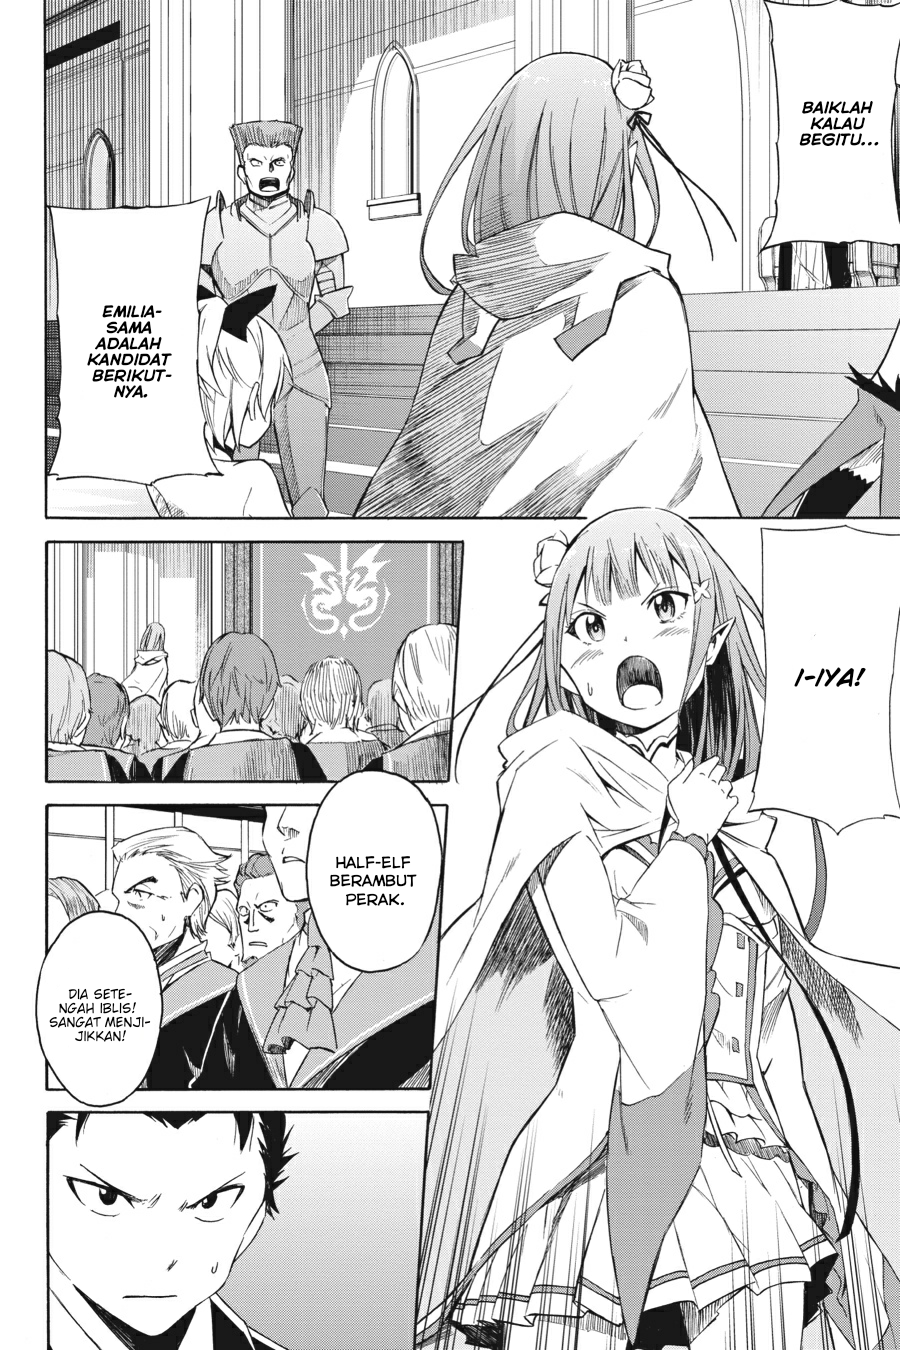 BAIKLAH
KALAU
BEGITU...
EMILIA-
SAMA
ADALAH
KANDIDAT
BERIKUT-
NYA.
I-IYA!
HALF-ELF
BERAMBUT
PERAK.
DIA SETE-
NGAH IBLIS!
SANGAT MENJI-
JIKKAN!